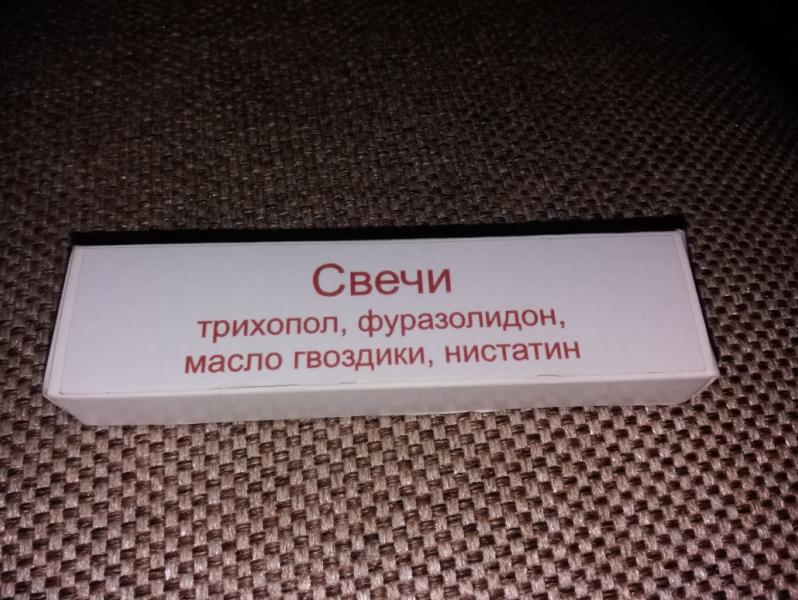 Свечи
трихопол, фуразолидон,
масло гвоздики, нистатин